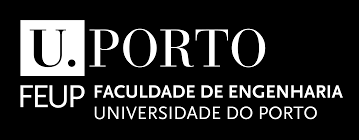 U.PORTO
FEUP FACULDADE DE ENGENHARIA
UNIVERSIDADE DO PORTO